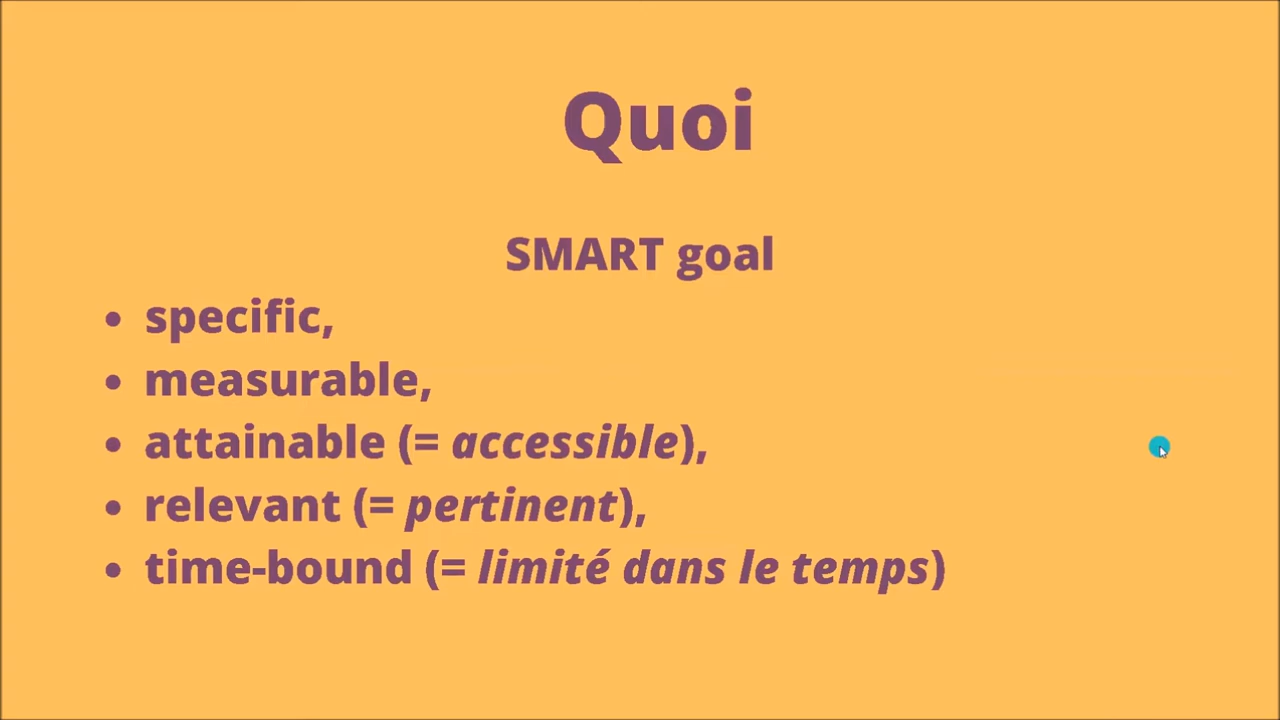 Quoi
SMART goal
• specific,
• measurable,
• attainable (= accessible),
• relevant (= pertinent),
• time-bound (= limité dans le temps)